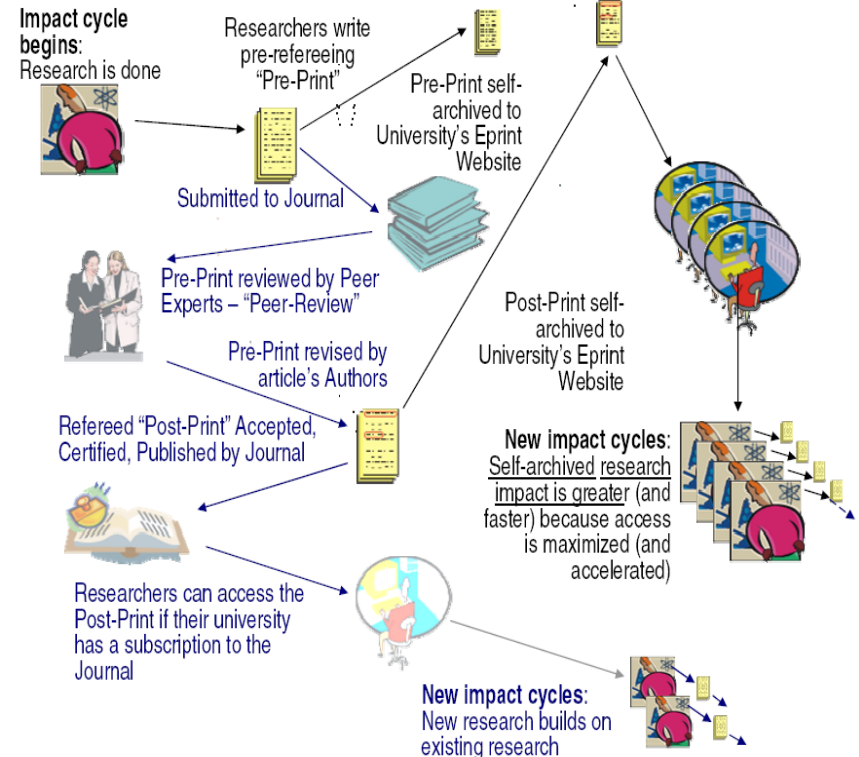 Impact cycle
begins:
Research is done
Researchers write
pre-refereeing
“Pre-Print”
Pre-Print self-
archived to
University’s Eprint
Website
Submitted to Journal
Pre-Print reviewed by Peer
Experts – “Peer-Review”
Pre-Print revised by
article’s Authors
Post-Print self-
archived to
University’s Eprint
Website
Refereed “Post-Print” Accepted,
Certified, Published by Journal
New impact cycles:
Self-archived research
impact is greater (and
faster) because access
is maximized (and
accelerated)
Researchers can access the
Post-Print if their university
has a subscription to the
Journal
New impact cycles:
New research builds on
existing research